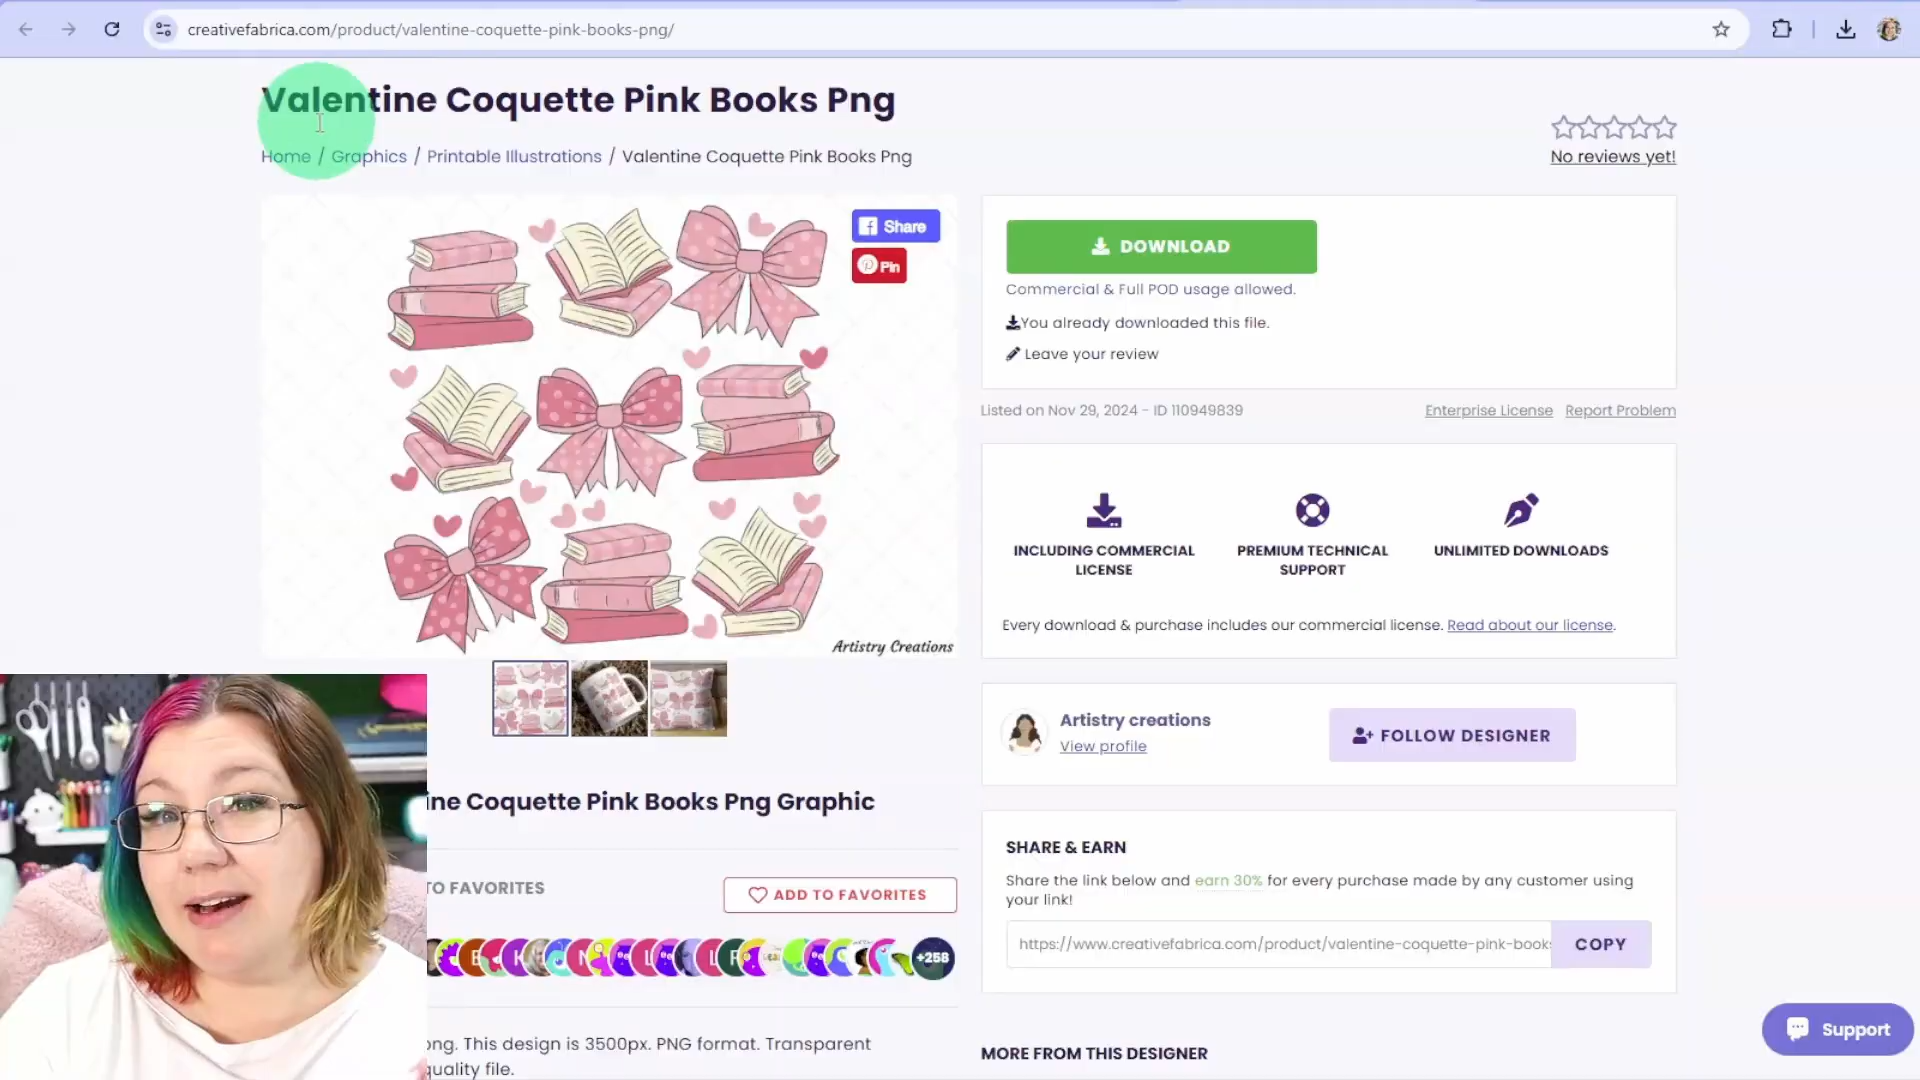 creativefabrica.com/product/valentine-coquette-pink-books-png/
Valentine Coquette Pink Books Png
Home / Graphics / Printable Illustrations / Valentine Coquette Pink Books Png
No reviews yet!
Share
Pin
Artistry Creations
DOWNLOAD
Commercial & Full POD usage allowed.
You already downloaded this file.
Leave your review
Listed on Nov 29, 2024 - ID 110949839
Enterprise License Report Problem
INCLUDING COMMERCIAL LICENSE
PREMIUM TECHNICAL SUPPORT
UNLIMITED DOWNLOADS
Every download & purchase includes our commercial license. Read about our license.
Artistry creations
View profile
FOLLOW DESIGNER
ine Coquette Pink Books Png Graphic
TO FAVORITES
ADD TO FAVORITES
+258
SHARE & EARN
Share the link below and earn 30% for every purchase made by any customer using
your link!
https://www.creativefabrica.com/product/valentine-coquette-pink-book
COPY
png. This design is 3500px. PNG format. Transparent
quality file.
MORE FROM THIS DESIGNER
Support